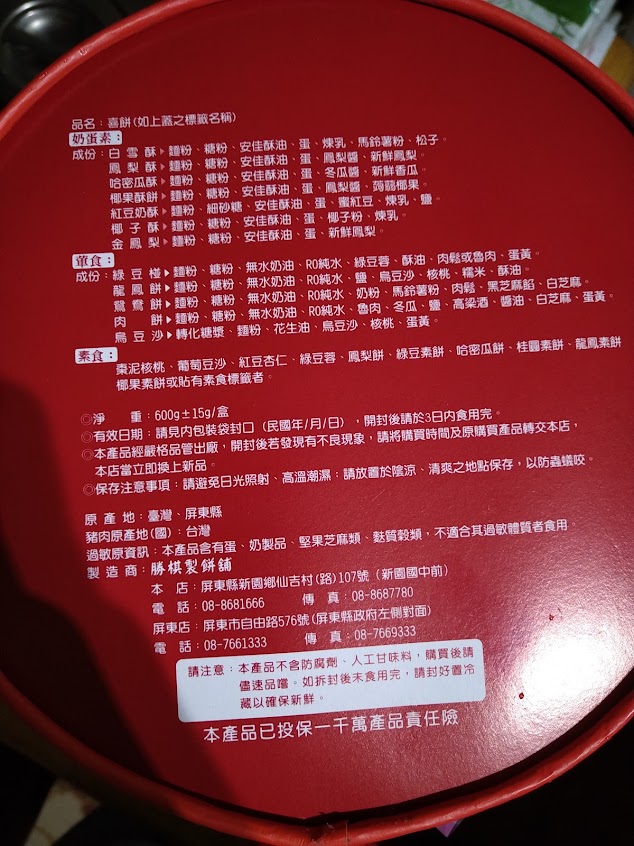 品名：喜餅(如上蓋之標籤名稱)
奶蛋素：
成份：白雪酥▸麵粉、糖粉、安佳酥油、蛋、煉乳、馬鈴薯粉、松子。
鳳梨酥▸麵粉、糖粉、安佳酥油、蛋、鳳梨醬、新鮮鳳梨。
哈密瓜酥▸麵粉、糖粉、安佳酥油、蛋、冬瓜醬、新鮮香瓜。
椰果酥餅▸麵粉、糖粉、安佳酥油、蛋、鳳梨醬、蒟蒻椰果。
紅豆奶酥▸麵粉、細砂糖、安佳酥油、蛋、蜜紅豆、煉乳、鹽。
椰子酥▸麵粉、糖粉、安佳酥油、蛋、椰子粉、煉乳。
金鳳梨▸麵粉、糖粉、安佳酥油、蛋、新鮮鳳梨。
葷食：
成份：綠豆椪▸麵粉、糖粉、無水奶油、RO純水、綠豆蓉、酥油、肉鬆或魯肉、蛋黃。
龍鳳餅▸麵粉、糖粉、無水奶油、RO純水、鹽、烏豆沙、核桃、糯米、酥油。
鴛鴦餅▸麵粉、糖粉、無水奶油、RO純水、奶粉、馬鈴薯粉、肉鬆、黑芝麻餡、白芝麻。
肉餅▸麵粉、糖粉、無水奶油、RO純水、魯肉、冬瓜、鹽、高梁酒、醬油、白芝麻、蛋黃。
烏豆沙▸轉化糖漿、麵粉、花生油、烏豆沙、核桃、蛋黃。
素食：
棗泥核桃、葡萄豆沙、紅豆杏仁、綠豆蓉、鳳梨餅、綠豆素餅、哈密瓜餅、桂圓素餅、龍鳳素餅
椰果素餅或貼有素食標籤者。
◎淨重：600g±15g/盒
◎有效日期：請見內包裝袋封口（民國年/月/日），開封後請於3日內食用完。
◎本產品經嚴格品管出廠，開封後若發現有不良現象，請將購買時間及原購買產品轉交本店，
本店當立即換上新品。
◎保存注意事項：請避免日光照射、高溫潮濕；請放置於陰涼、清爽之地點保存，以防蟲蟻咬。
原產地：臺灣、屏東縣
豬肉原產地(國)：台灣
過敏原資訊：本產品含有蛋、奶製品、堅果芝麻類、麩質穀類，不適合其過敏體質者食用。
製造商：勝棋製餅舖
本店：屏東縣新園鄉仙吉村(路)107號（新園國中前）
電話：08-8681666 傳真：08-8687780
屏東店：屏東市自由路576號(屏東縣政府左側對面)
電話：08-7661333 傳真：08-7669333
請注意：本產品不含防腐劑、人工甘味料，購買後請
儘速品嚐。如拆封後未食用完，請封好置冷
藏以確保新鮮。
本產品已投保一千萬產品責任險